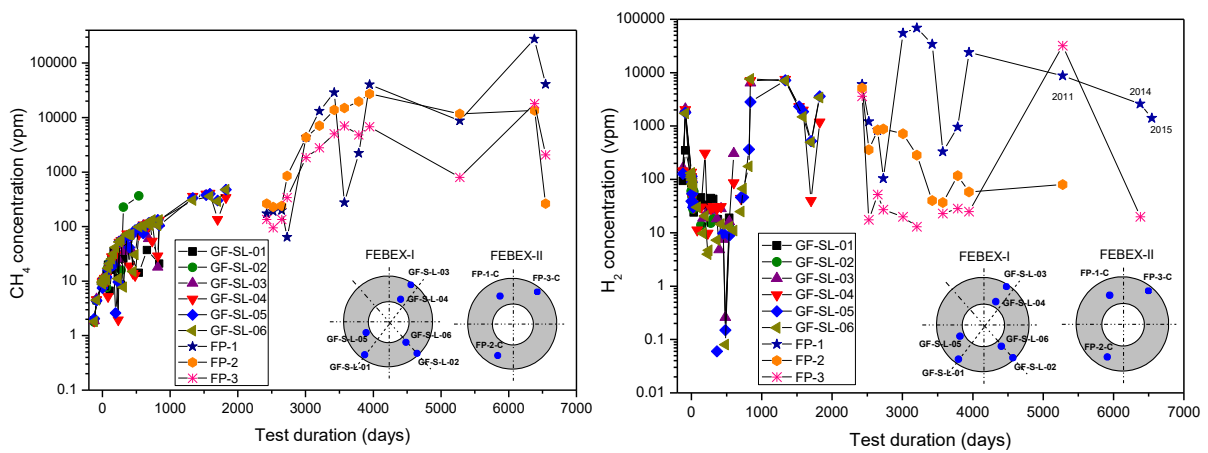 CH4 concentration (vpm)
100000
10000
1000
100
10
1
0.1
0
1000
2000
3000
4000
5000
6000
7000
Test duration (days)
GF-SL-01
GF-SL-02
GF-SL-03
GF-SL-04
GF-SL-05
GF-SL-06
FP-1
FP-2
FP-3
FEBEX-I
GF-S-L-03
GF-S-L-04
GF-S-L-05
GF-S-L-06
GF-S-L-01
GF-S-L-02
FEBEX-II
FP-1-C
FP-3-C
FP-2-C
H2 concentration (vpm)
100000
10000
1000
100
10
1
0.1
0.01
0
1000
2000
3000
4000
5000
6000
7000
Test duration (days)
2011
2014
2015
GF-SL-01
GF-SL-02
GF-SL-03
GF-SL-04
GF-SL-05
GF-SL-06
FP-1
FP-2
FP-3
FEBEX-I
GF-S-L-03
GF-S-L-04
GF-S-L-05
GF-S-L-06
GF-S-L-01
GF-S-L-02
FEBEX-II
FP-1-C
FP-3-C
FP-2-C